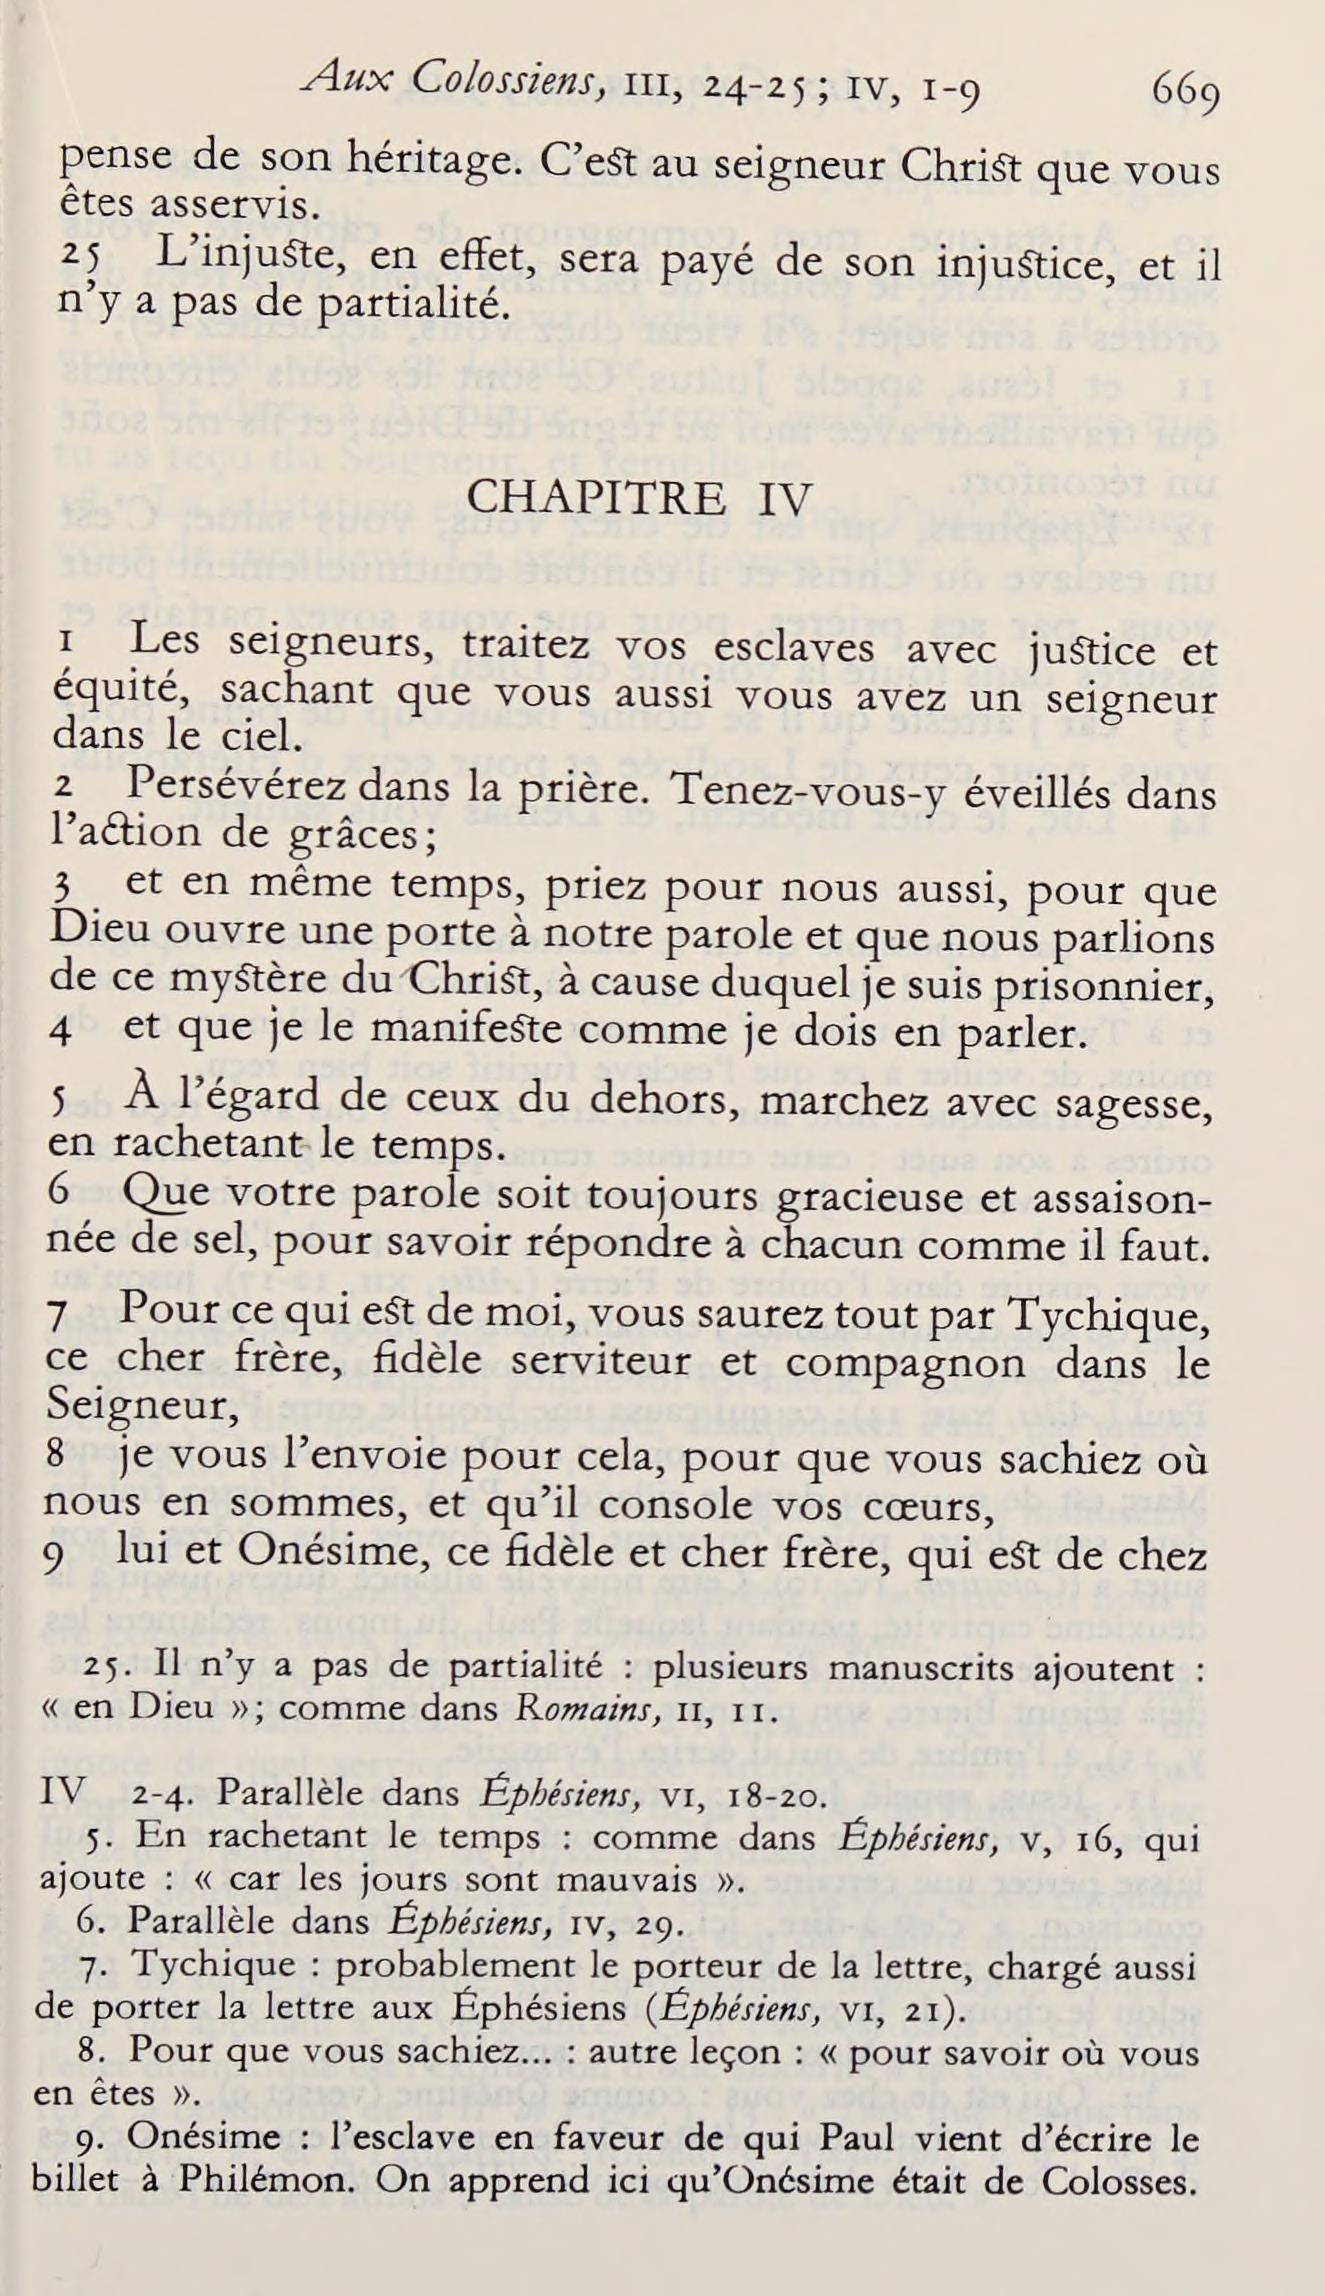 Aux Colossiens, III, 24-25 ; IV, 1-9 669
pense de son héritage. C’est au seigneur Christ que vous
êtes asservis.
25 L’injuste, en effet, sera payé de son injustice, et il
n’y a pas de partialité.
CHAPITRE IV
1 Les seigneurs, traitez vos esclaves avec justice et
équité, sachant que vous aussi vous avez un seigneur
dans le ciel.
2 Persévérez dans la prière. Tenez-vous-y éveillés dans
l’action de grâces ;
3 et en même temps, priez pour nous aussi, pour que
Dieu ouvre une porte à notre parole et que nous parlions
de ce mystère du Christ, à cause duquel je suis prisonnier,
4 et que je le manifeste comme je dois en parler.
5 À l’égard de ceux du dehors, marchez avec sagesse,
en rachetant le temps.
6 Que votre parole soit toujours gracieuse et assaison-
née de sel, pour savoir répondre à chacun comme il faut.
7 Pour ce qui est de moi, vous saurez tout par Tychique,
ce cher frère, fidèle serviteur et compagnon dans le
Seigneur,
8 je vous l’envoie pour cela, pour que vous sachiez où
nous en sommes, et qu’il console vos cœurs,
9 lui et Onésime, ce fidèle et cher frère, qui est de chez
25. Il n’y a pas de partialité : plusieurs manuscrits ajoutent :
« en Dieu » ; comme dans Romains, II, 11.
IV 2-4. Parallèle dans Éphésiens, VI, 18-20.
5. En rachetant le temps : comme dans Éphésiens, V, 16, qui
ajoute : « car les jours sont mauvais ».
6. Parallèle dans Éphésiens, IV, 29.
7. Tychique : probablement le porteur de la lettre, chargé aussi
de porter la lettre aux Éphésiens (Éphésiens, VI, 21).
8. Pour que vous sachiez... : autre leçon : « pour savoir où vous
en êtes ».
9. Onésime : l’esclave en faveur de qui Paul vient d’écrire le
billet à Philémon. On apprend ici qu’Onésime était de Colosses.